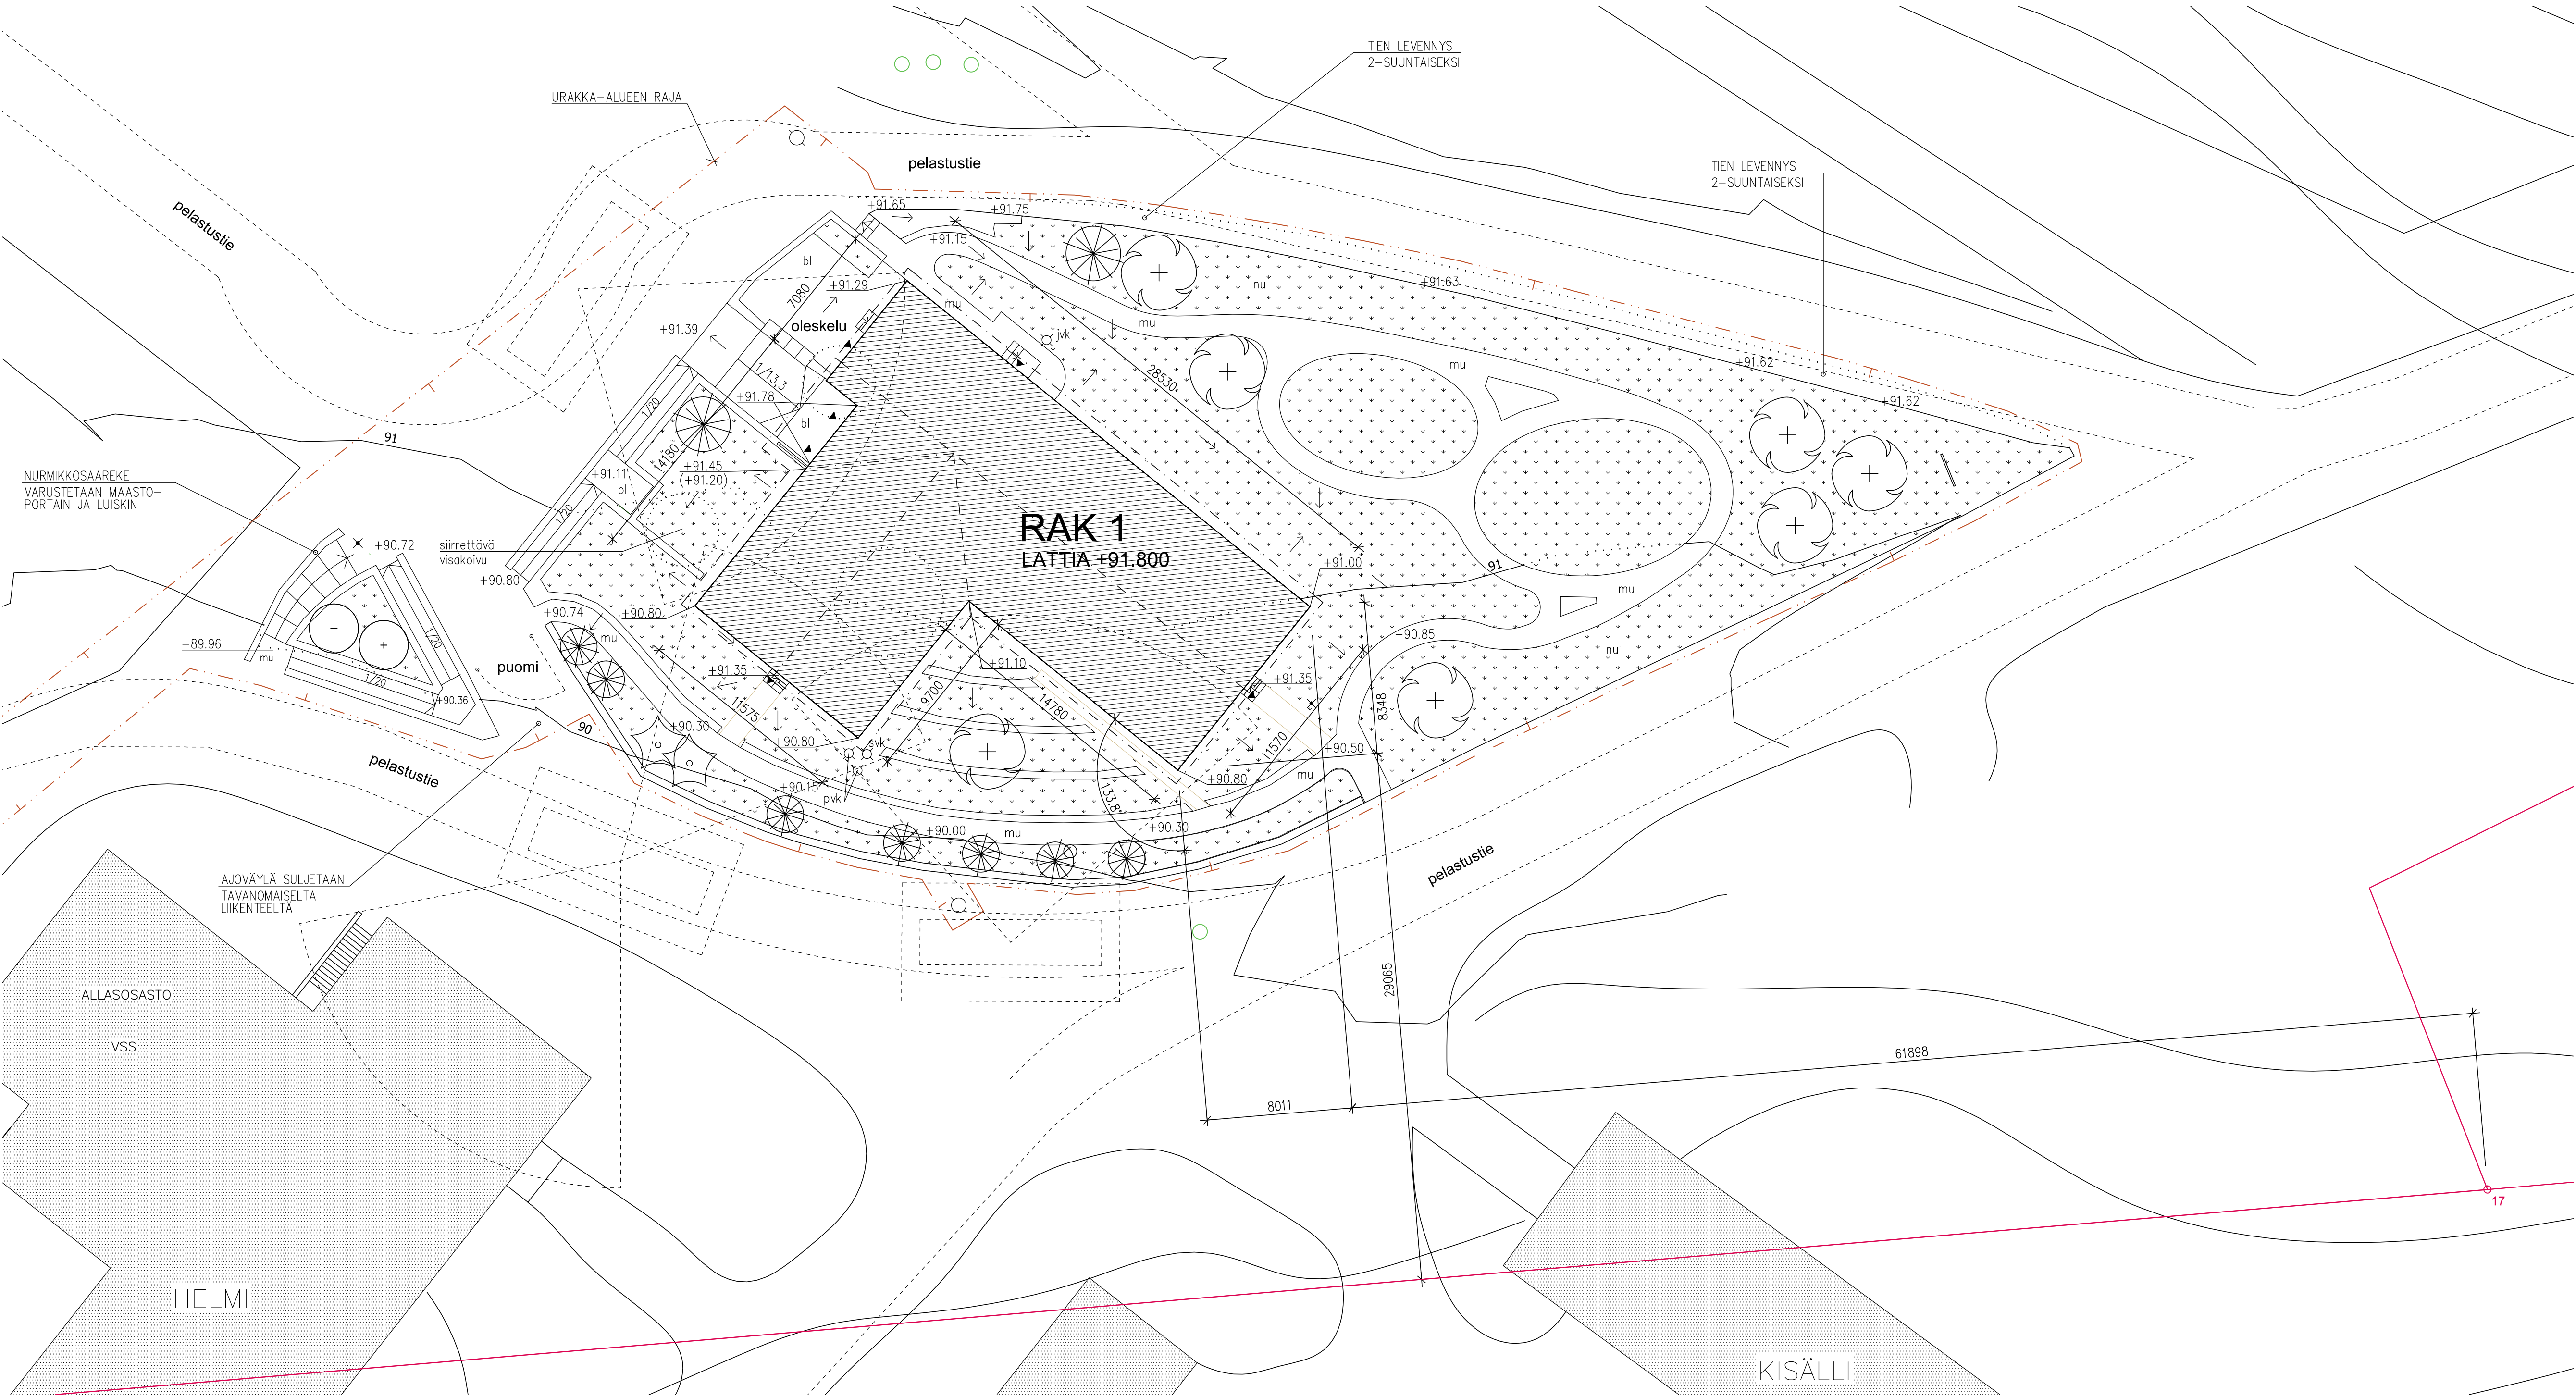 TIEN LEVENNYS
2-SUUNTAISEKSI
URAKKA-ALUEEN RAJA
pelastustie
TIEN LEVENNYS
2-SUUNTAISEKSI
pelastustie
+91.65
+91.75
+91.15
bl
+91.29
7080
mu
nu
+91.63
oleskelu
+91.39
mu
jvk
1/13,3
28530
mu
+91.62
+91.78
+91.62
1/20
bl
91
14180
+91.45
(+91.20)
+91.11
bl
NURMIKKOSAAREKE
VARUSTETAAN MAASTO-
PORTAIN JA LUISKIN
1/20
RAK 1
LATTIA +91.800
siirrettävä
visakoivu
+90.72
+90.80
+91.00
91
mu
+90.74
+90.80
mu
+90.85
nu
1/20
+89.96
mu
puomi
+91.10
+91.35
+91.35
1/20
+90.36
9700
14780
11575
8348
90
+90.30
+90.80
svk
11570
+90.50
pelastustie
+90.15
pvk
+90.80
mu
133,8°
+90.00
mu
+90.30
pelastustie
AJOVÄYLÄ SULJETAAN
TAVANOMAISELTA
LIIKENTEELTÄ
29065
ALLASOSASTO
VSS
61898
8011
17
HELMI
KISÄLLI